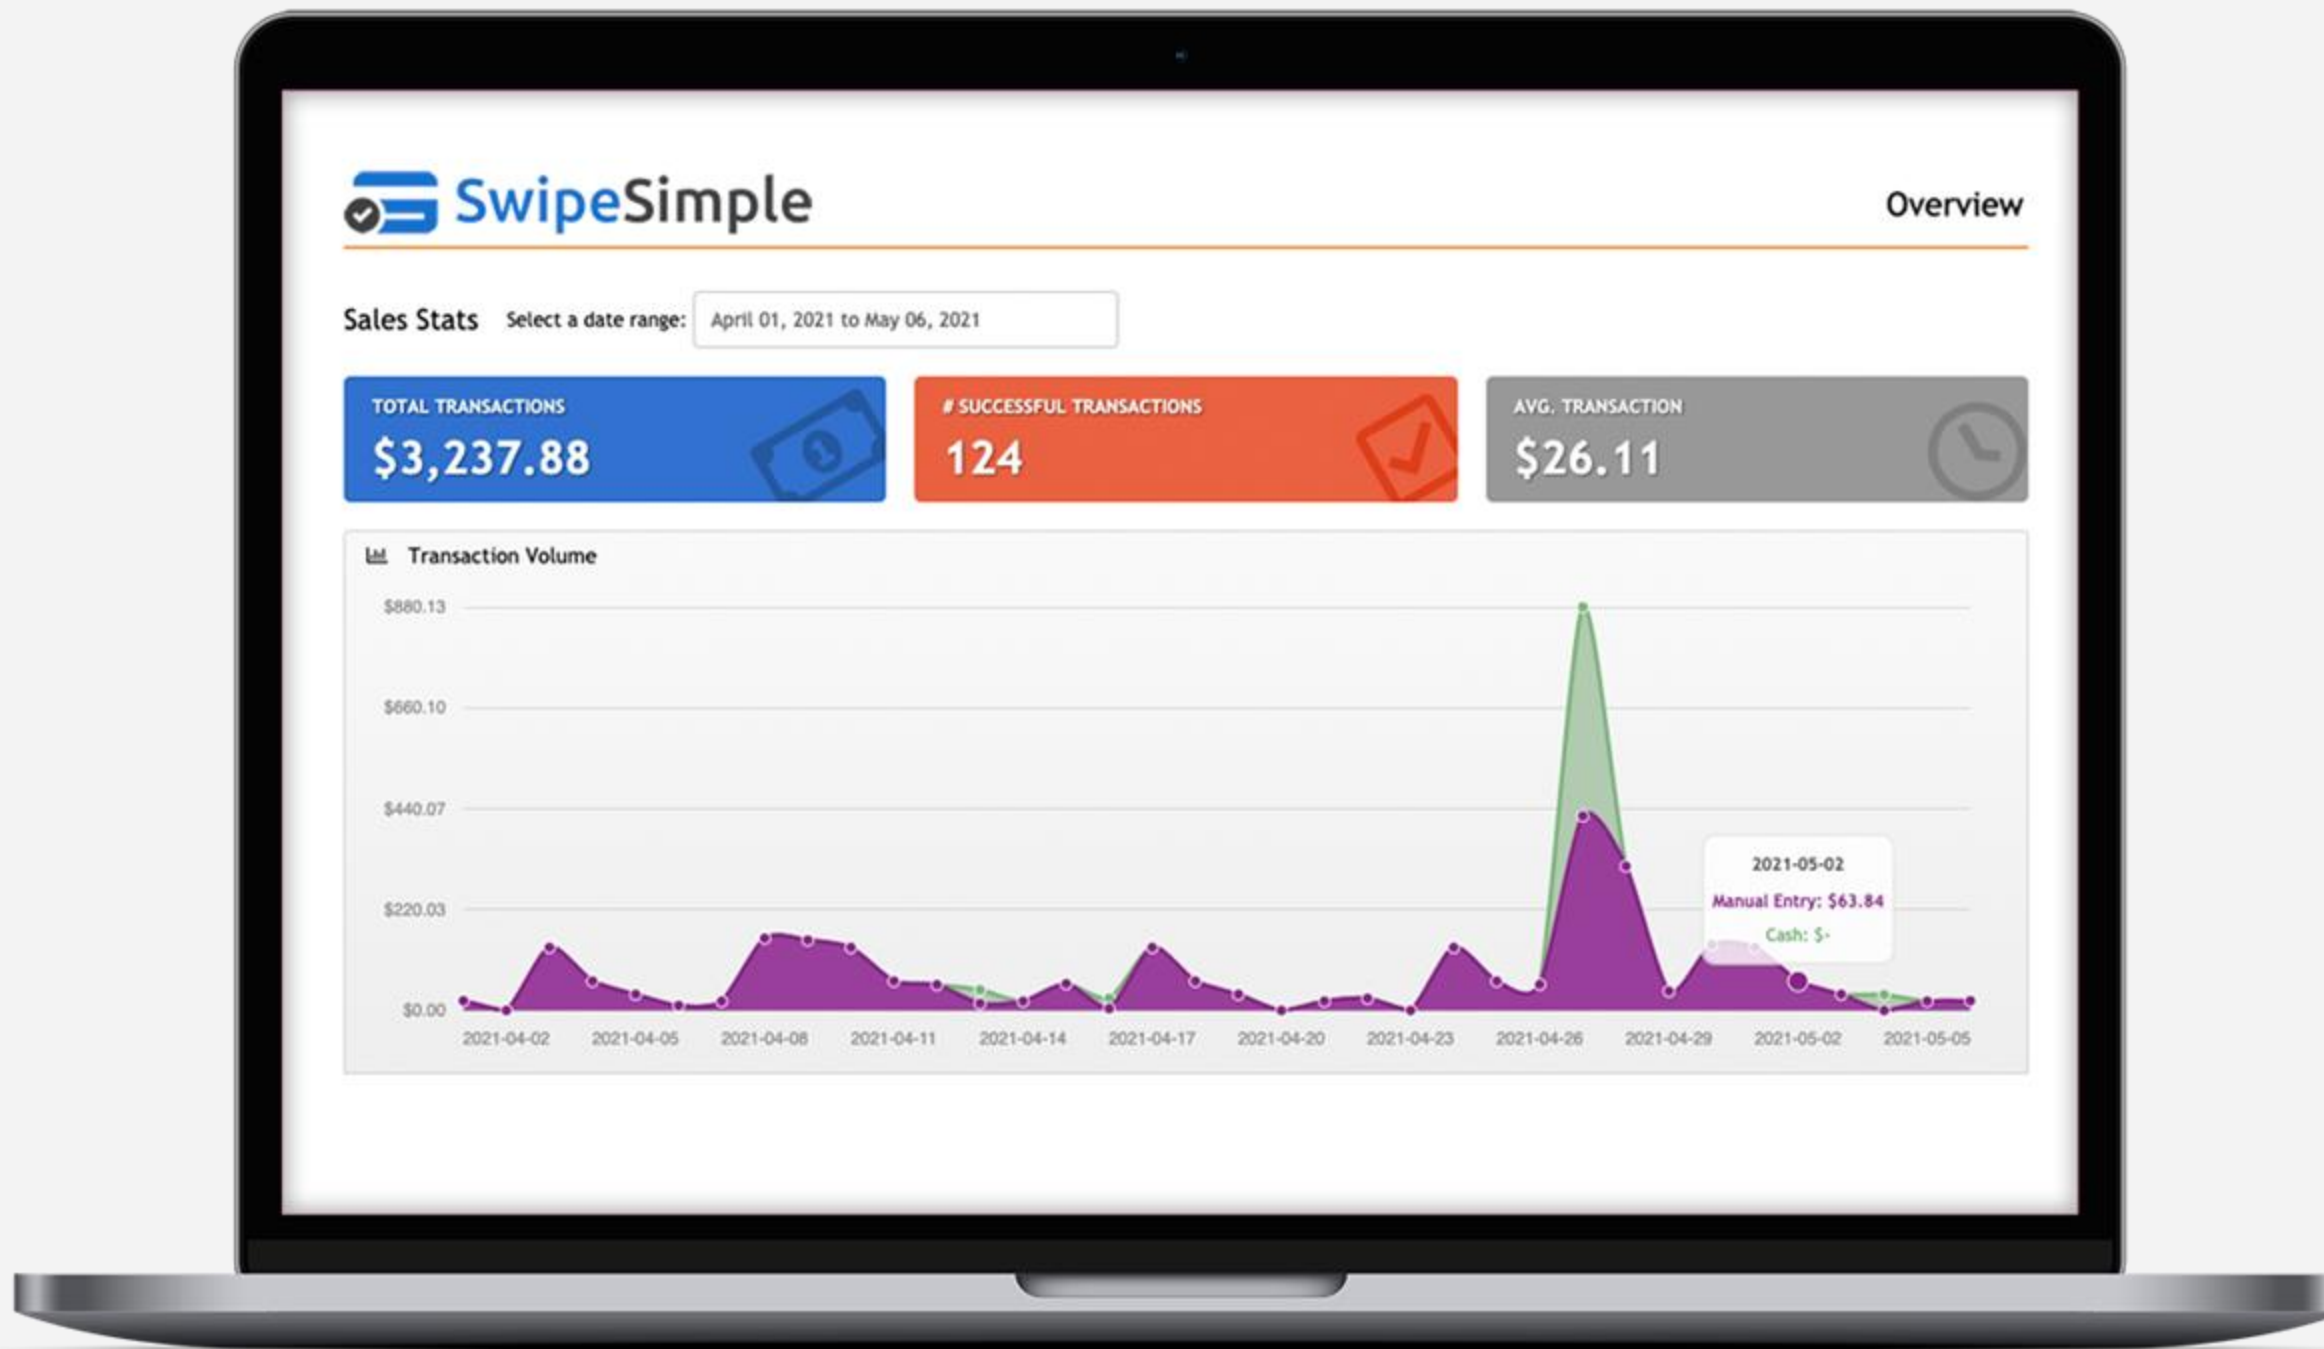 SwipeSimple
Overview
Sales Stats Select a date range: April 01, 2021 to May 06, 2021
TOTAL TRANSACTIONS
$3,237.88
# SUCCESSFUL TRANSACTIONS
124
AVG. TRANSACTION
$26.11
Transaction Volume
$880.13
$660.10
$440.07
$220.03
$0.00
2021-05-02
Manual Entry: $63.84
Cash: $-
2021-04-02 2021-04-05 2021-04-08 2021-04-11 2021-04-14 2021-04-17 2021-04-20 2021-04-23 2021-04-26 2021-04-29 2021-05-02 2021-05-05